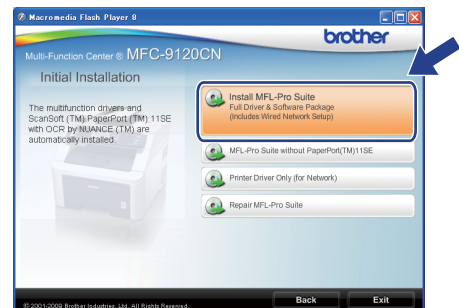 Macromedia Flash Player 8
brother
Multi-Function Center ® MFC-9120CN
Initial Installation
The multifunction drivers and
ScanSoft (TM) PaperPort (TM) 11SE
with OCR by NUANCE (TM) are
automatically installed.
Install MFL-Pro Suite
Full Driver & Software Package
(Includes Wired Network Setup)
MFL-Pro Suite without PaperPort(TM)11SE
Printer Driver Only (for Network)
Repair MFL-Pro Suite
© 2001-2009 Brother Industries, Ltd. All Rights Reserved.
Back
Exit